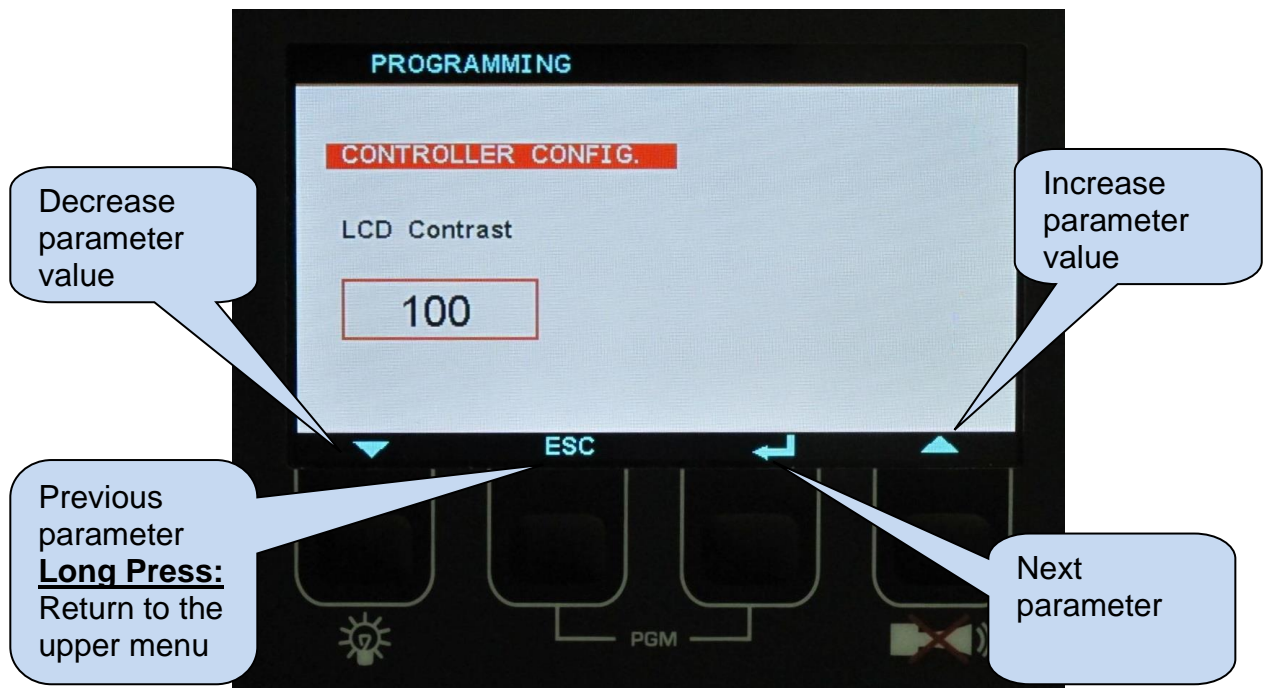 PROGRAMMING
CONTROLLER CONFIG.
LCD Contrast
100
ESC
PGM
Decrease
parameter
value
Increase
parameter
value
Previous
parameter
Long Press:
Return to the
upper menu
Next
parameter